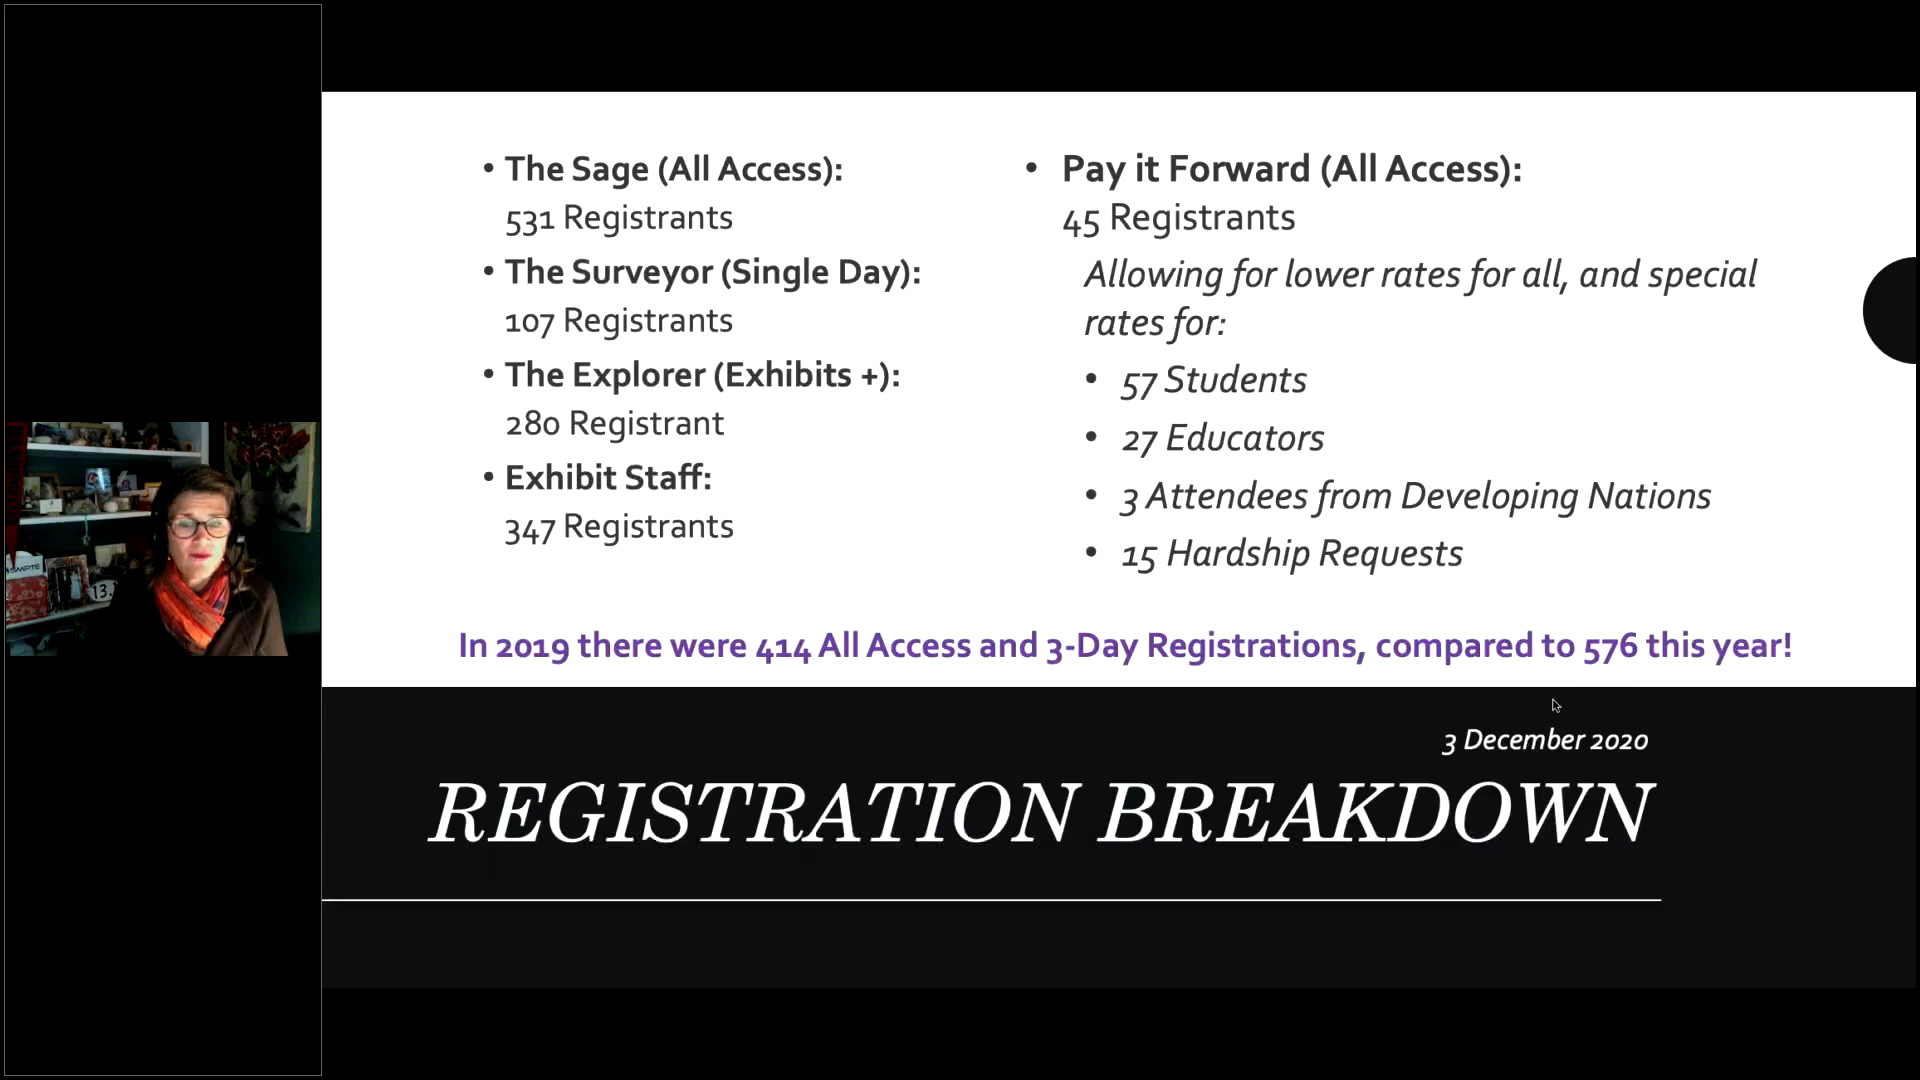 • The Sage (All Access):
531 Registrants
• The Surveyor (Single Day):
107 Registrants
• The Explorer (Exhibits +):
280 Registrant
• Exhibit Staff:
347 Registrants
• Pay it Forward (All Access):
45 Registrants
Allowing for lower rates for all, and special
rates for:
• 57 Students
• 27 Educators
• 3 Attendees from Developing Nations
• 15 Hardship Requests
In 2019 there were 414 All Access and 3-Day Registrations, compared to 576 this year!
3 December 2020
REGISTRATION BREAKDOWN
SMPTE
13.